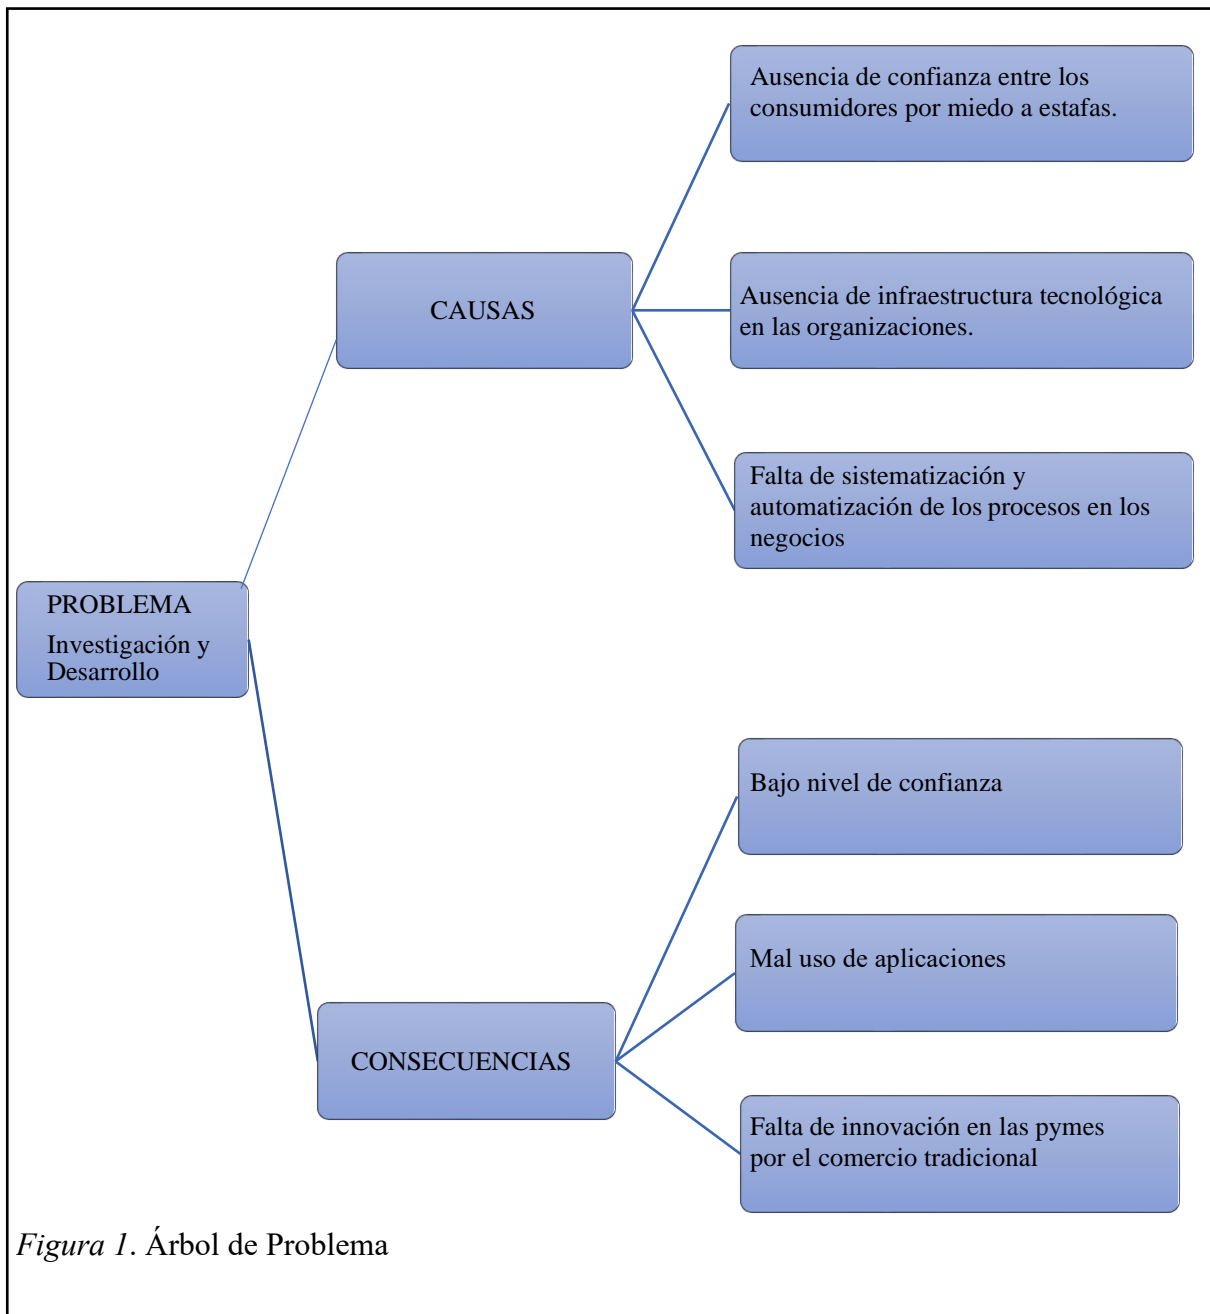 Ausencia de confianza entre los
consumidores por miedo a estafas.
CAUSAS
Ausencia de infraestructura tecnológica
en las organizaciones.
Falta de sistematización y
automatización de los procesos en los
negocios
PROBLEMA
Investigación y
Desarrollo
Bajo nivel de confianza
Mal uso de aplicaciones
CONSECUENCIAS
Falta de innovación en las pymes
por el comercio tradicional
Figura 1. Árbol de Problema